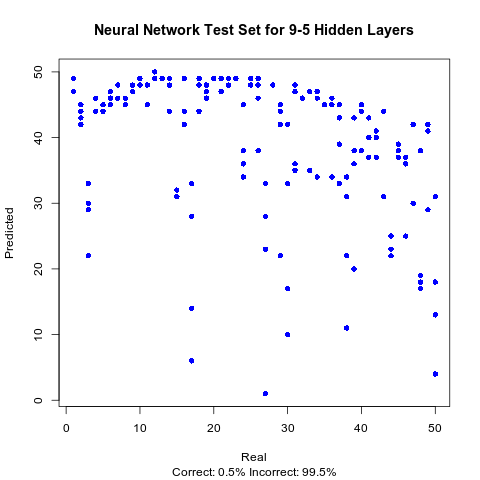 Neural Network Test Set for 9-5 Hidden Layers
Predicted
50
40
30
20
10
0
0 10 20 30 40 50
Real
Correct: 0.5% Incorrect: 99.5%